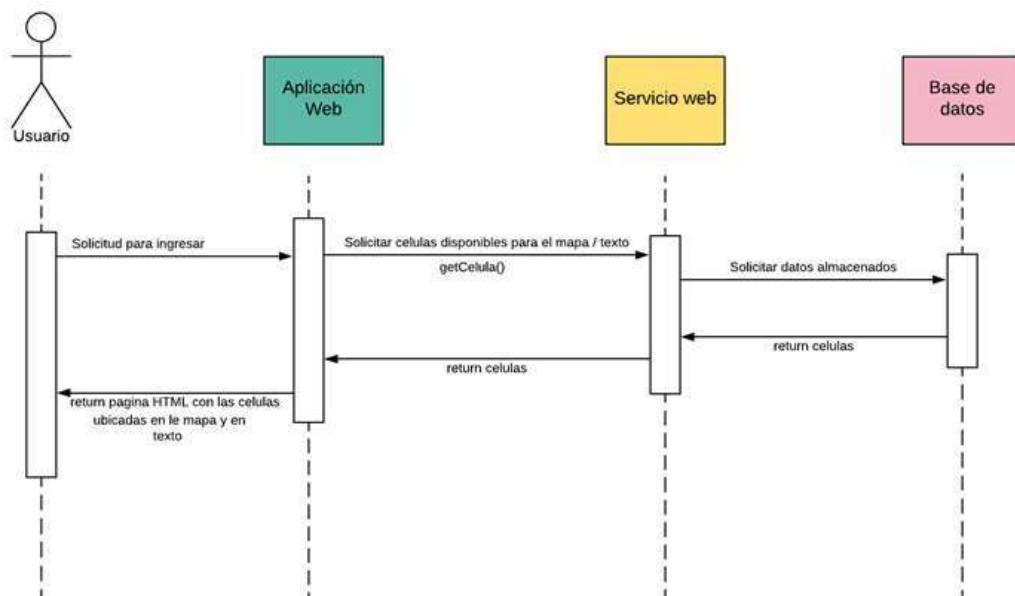 Usuario
Aplicación
Web
Servicio web
Base de
datos
Solicitud para ingresar
Solicitar celulas disponibles para el mapa / texto
getCelula()
Solicitar datos almacenados
return celulas
return celulas
return pagina HTML con las celulas
ubicadas en le mapa y en
texto